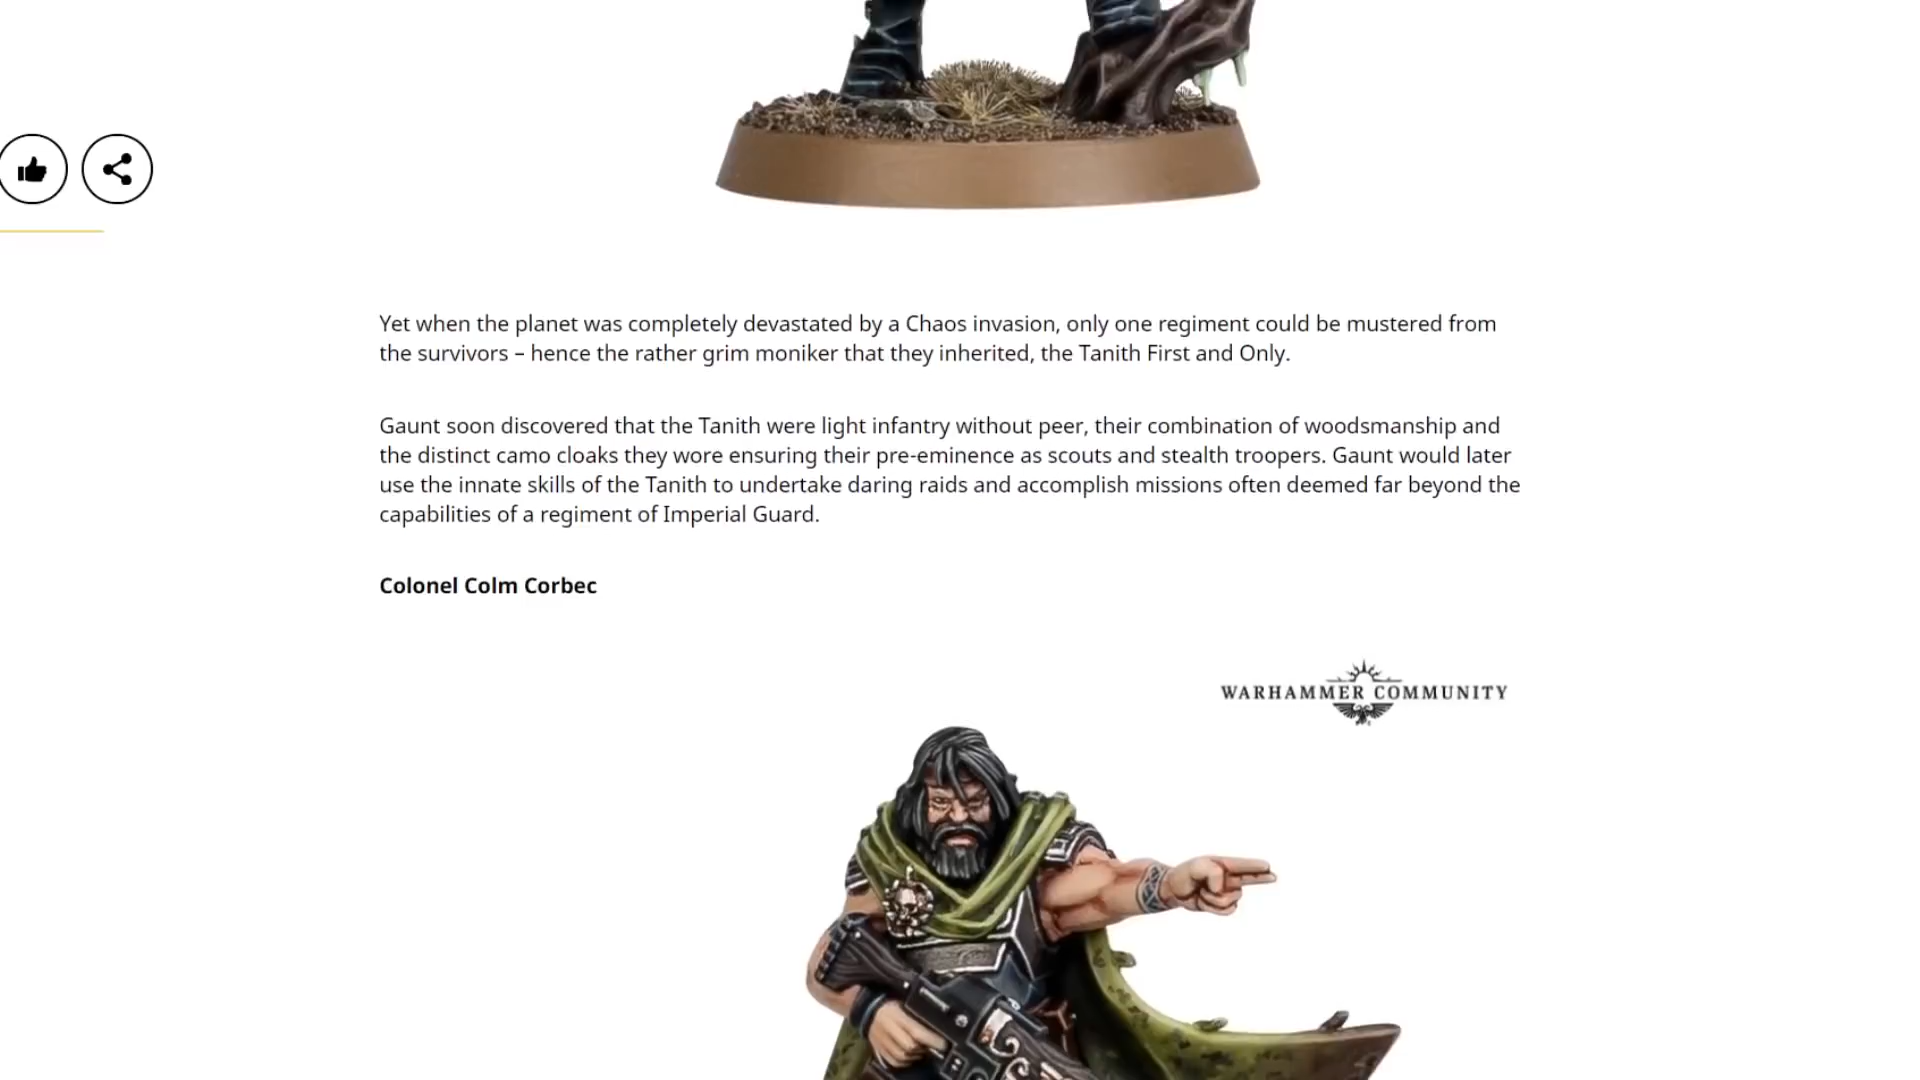 Yet when the planet was completely devastated by a Chaos invasion, only one regiment could be mustered from
the survivors – hence the rather grim moniker that they inherited, the Tanith First and Only.
Gaunt soon discovered that the Tanith were light infantry without peer, their combination of woodsmanship and
the distinct camo cloaks they wore ensuring their pre-eminence as scouts and stealth troopers. Gaunt would later
use the innate skills of the Tanith to undertake daring raids and accomplish missions often deemed far beyond the
capabilities of a regiment of Imperial Guard.
Colonel Colm Corbec
WARHAMMER COMMUNITY